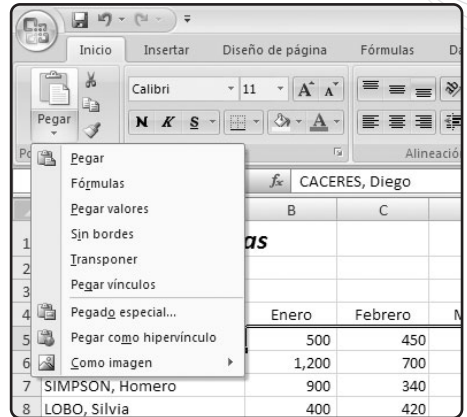 Inicio Insertar Diseño de página Fórmulas
Calibri 11 A A
Pegar
N K S A
Pegar
Fórmulas
Pegar valores
Sin bordes
Transponer
Pegar vínculos
Pegado especial...
Pegar como hipervínculo
Como imagen
Alineació
fx CACERES, Diego
B C
1 as
2
3
4 Enero Febrero
5 500 450
6 1,200 700
7 SIMPSON, Homero 900 340
8 LOBO, Silvia 400 420